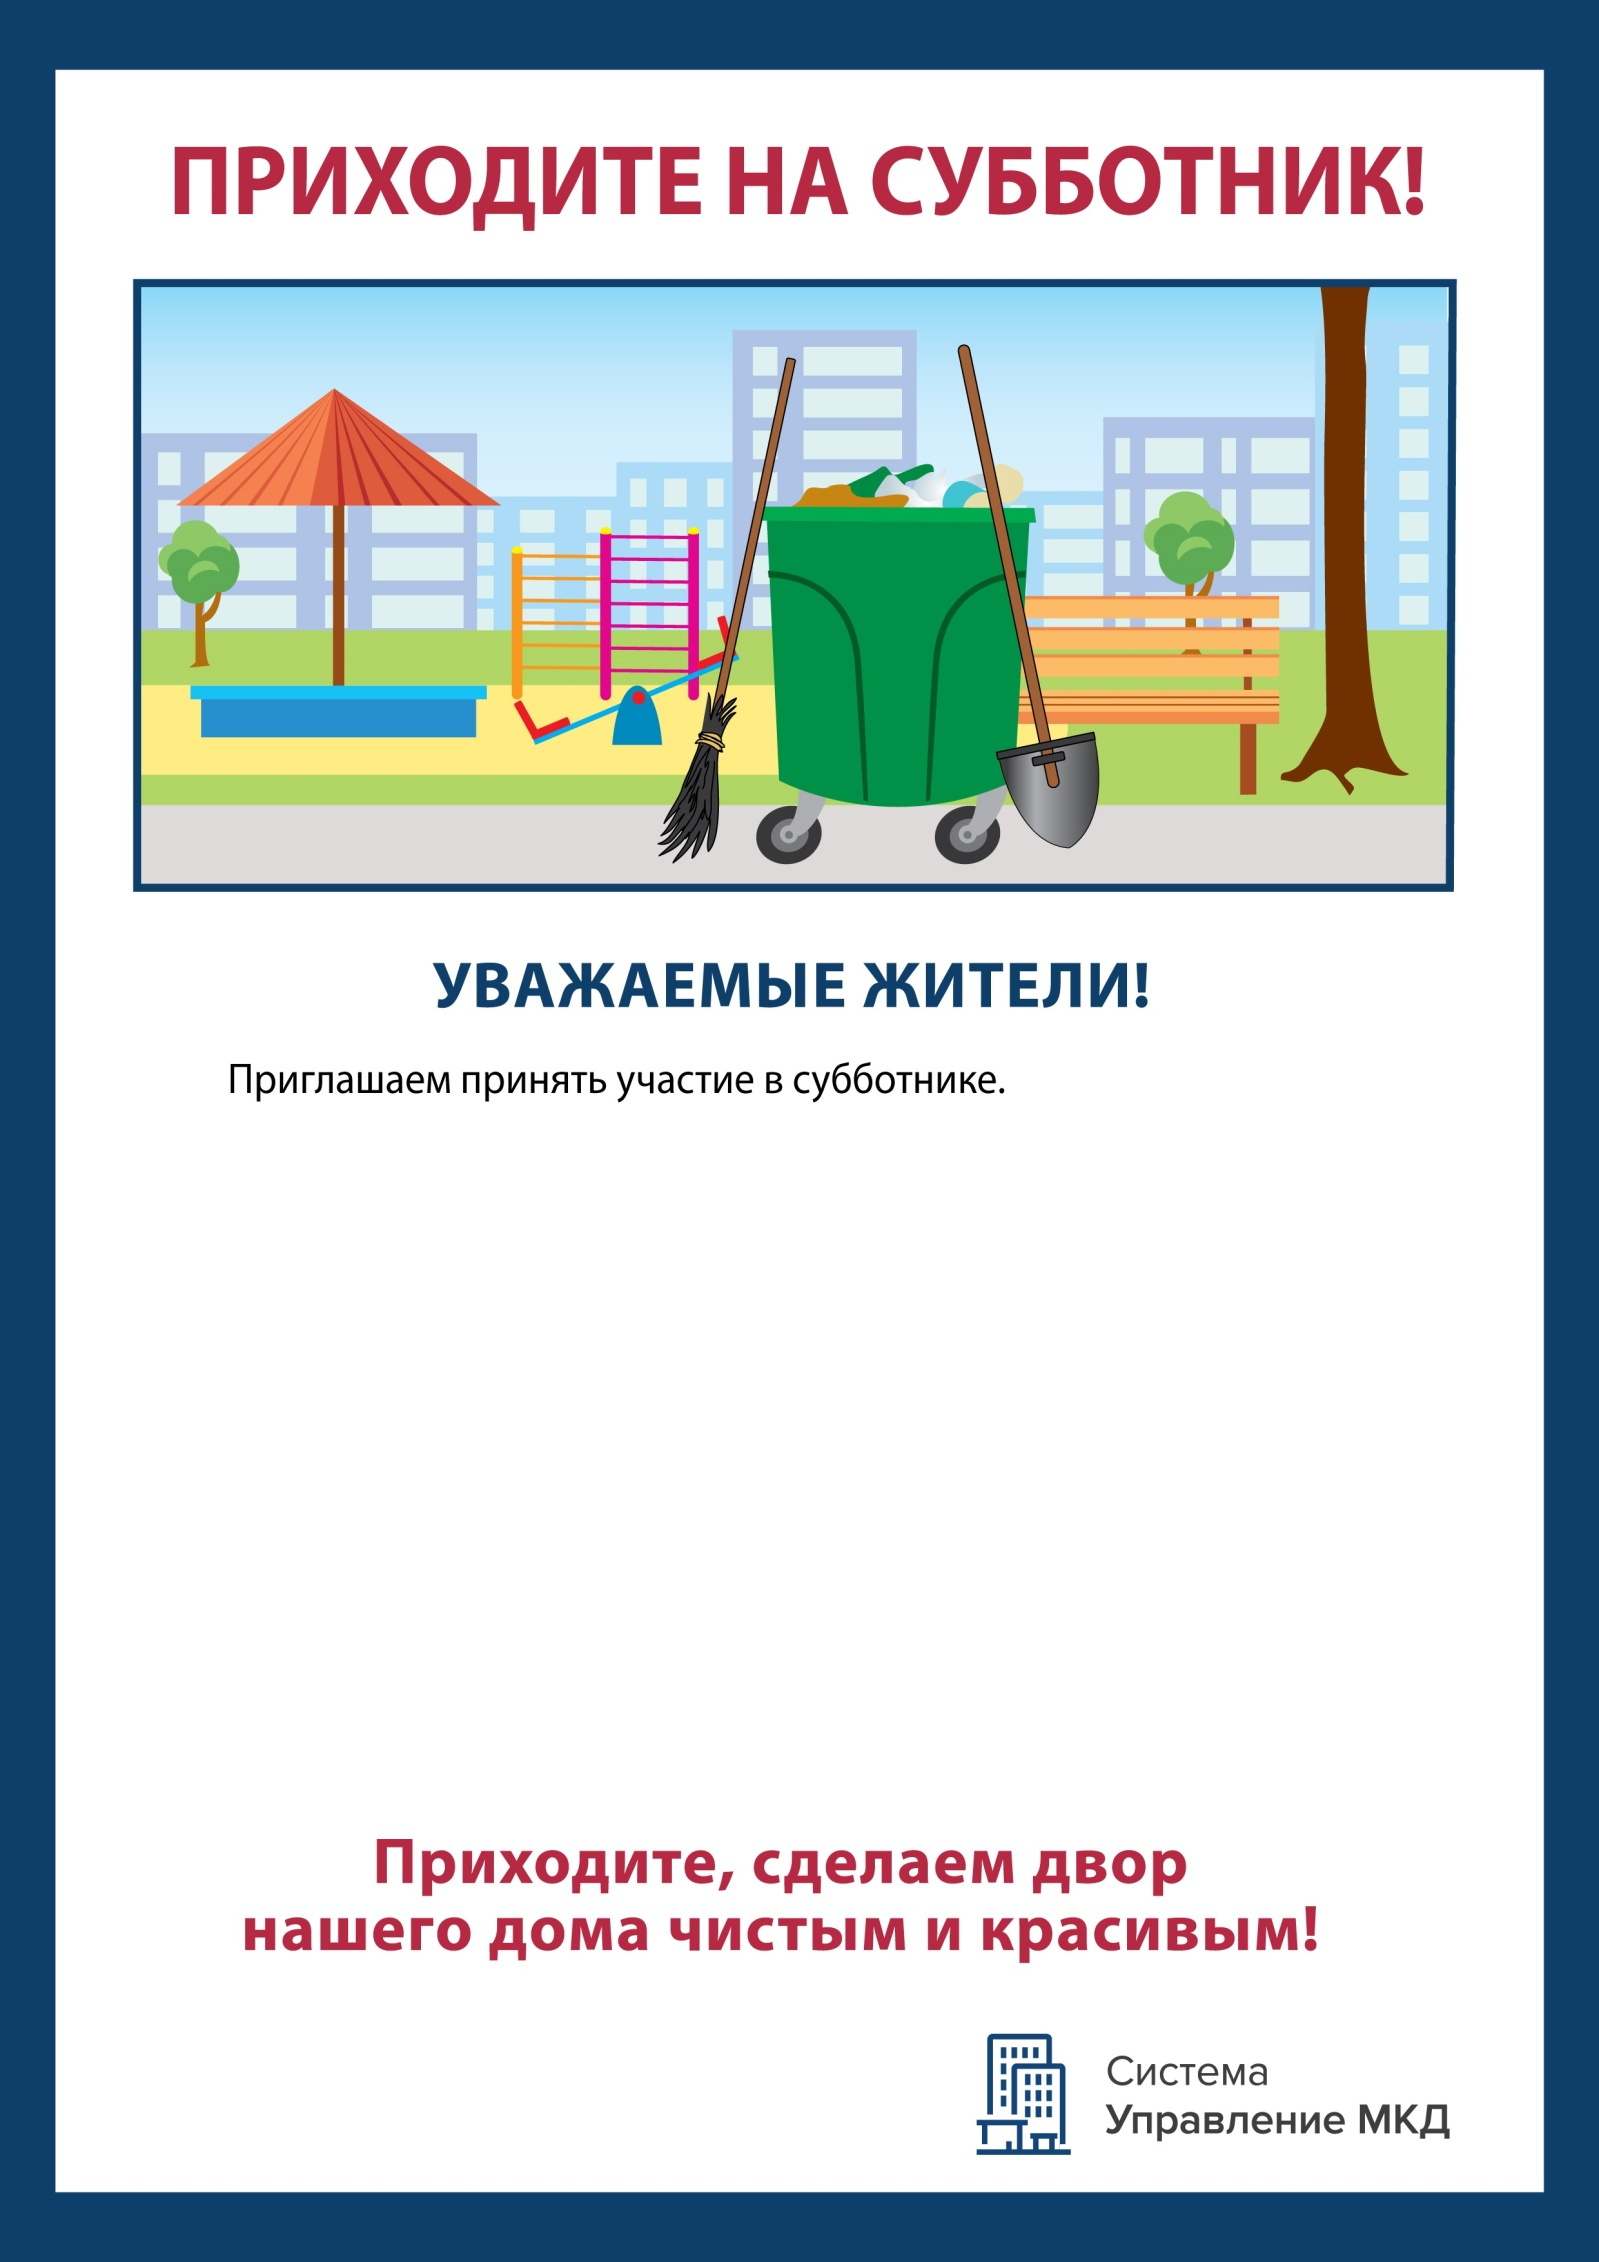 ПРИХОДИТЕ НА СУББОТНИК!
УВАЖАЕМЫЕ ЖИТЕЛИ!
Приглашаем принять участие в субботнике.
Приходите, сделаем двор
нашего дома чистым и красивым!
Система
Управление МКД